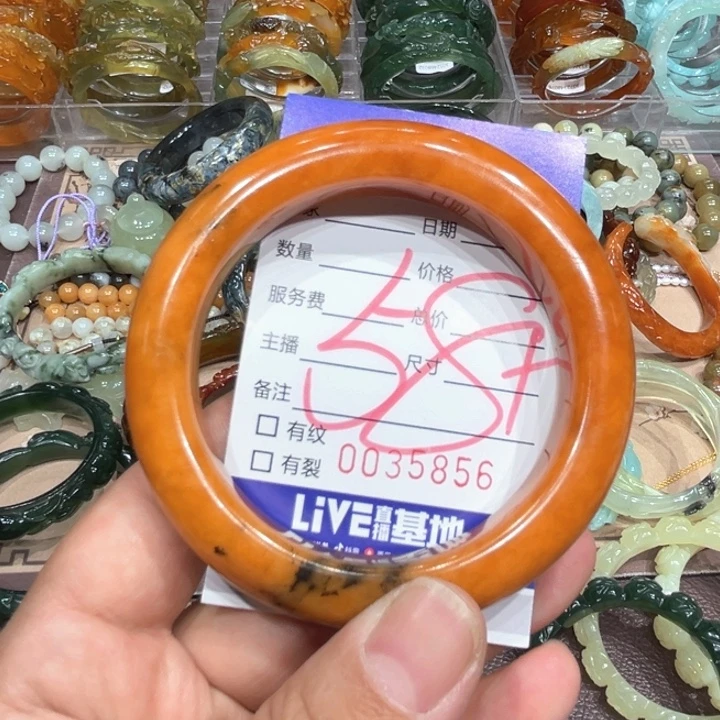 日期
数量
价格
服务费
总价
主播
尺寸
备注
有纹
有裂
0035856
LiVE直播基地